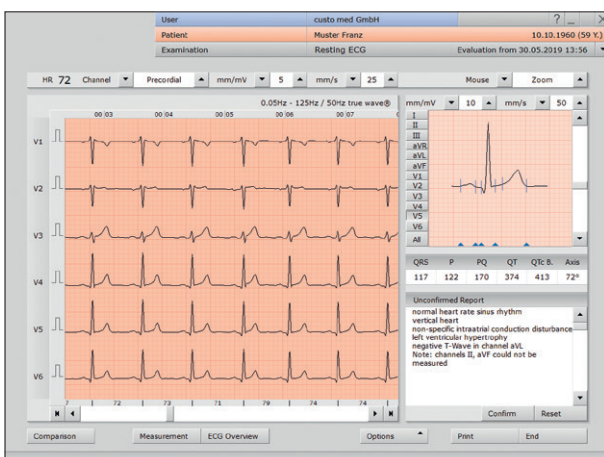 User custo med GmbH ? _ X
Patient Muster Franz 10.10.1960 (59 Y.)
Examination Resting ECG Evaluation from 30.05.2019 13:56
HR 72 Channel Precordial mm/mV 5 mm/s 25 Mouse Zoom
0.05Hz - 125Hz / 50Hz true wave®
00:03 00:04 00:05 00:06 00:07
V1
V2
V3
V4
V5
V6
72 73 71 79 74 74
mm/mV 10 mm/s 50
I
II
III
aVR
aVL
aVF
V1
V2
V3
V4
V5
V6
All
QRS P PQ QT QTc B. Axis
117 122 170 374 413 72°
Unconfirmed Report
normal heart rate sinus rhythm
vertical heart
non-specific intraatrial conduction disturbance
left ventricular hypertrophy
negative T-Wave in channel aVL
Note: channels II, aVF could not be
measured
Confirm Reset
Comparison Measurement ECG Overview Options Print End